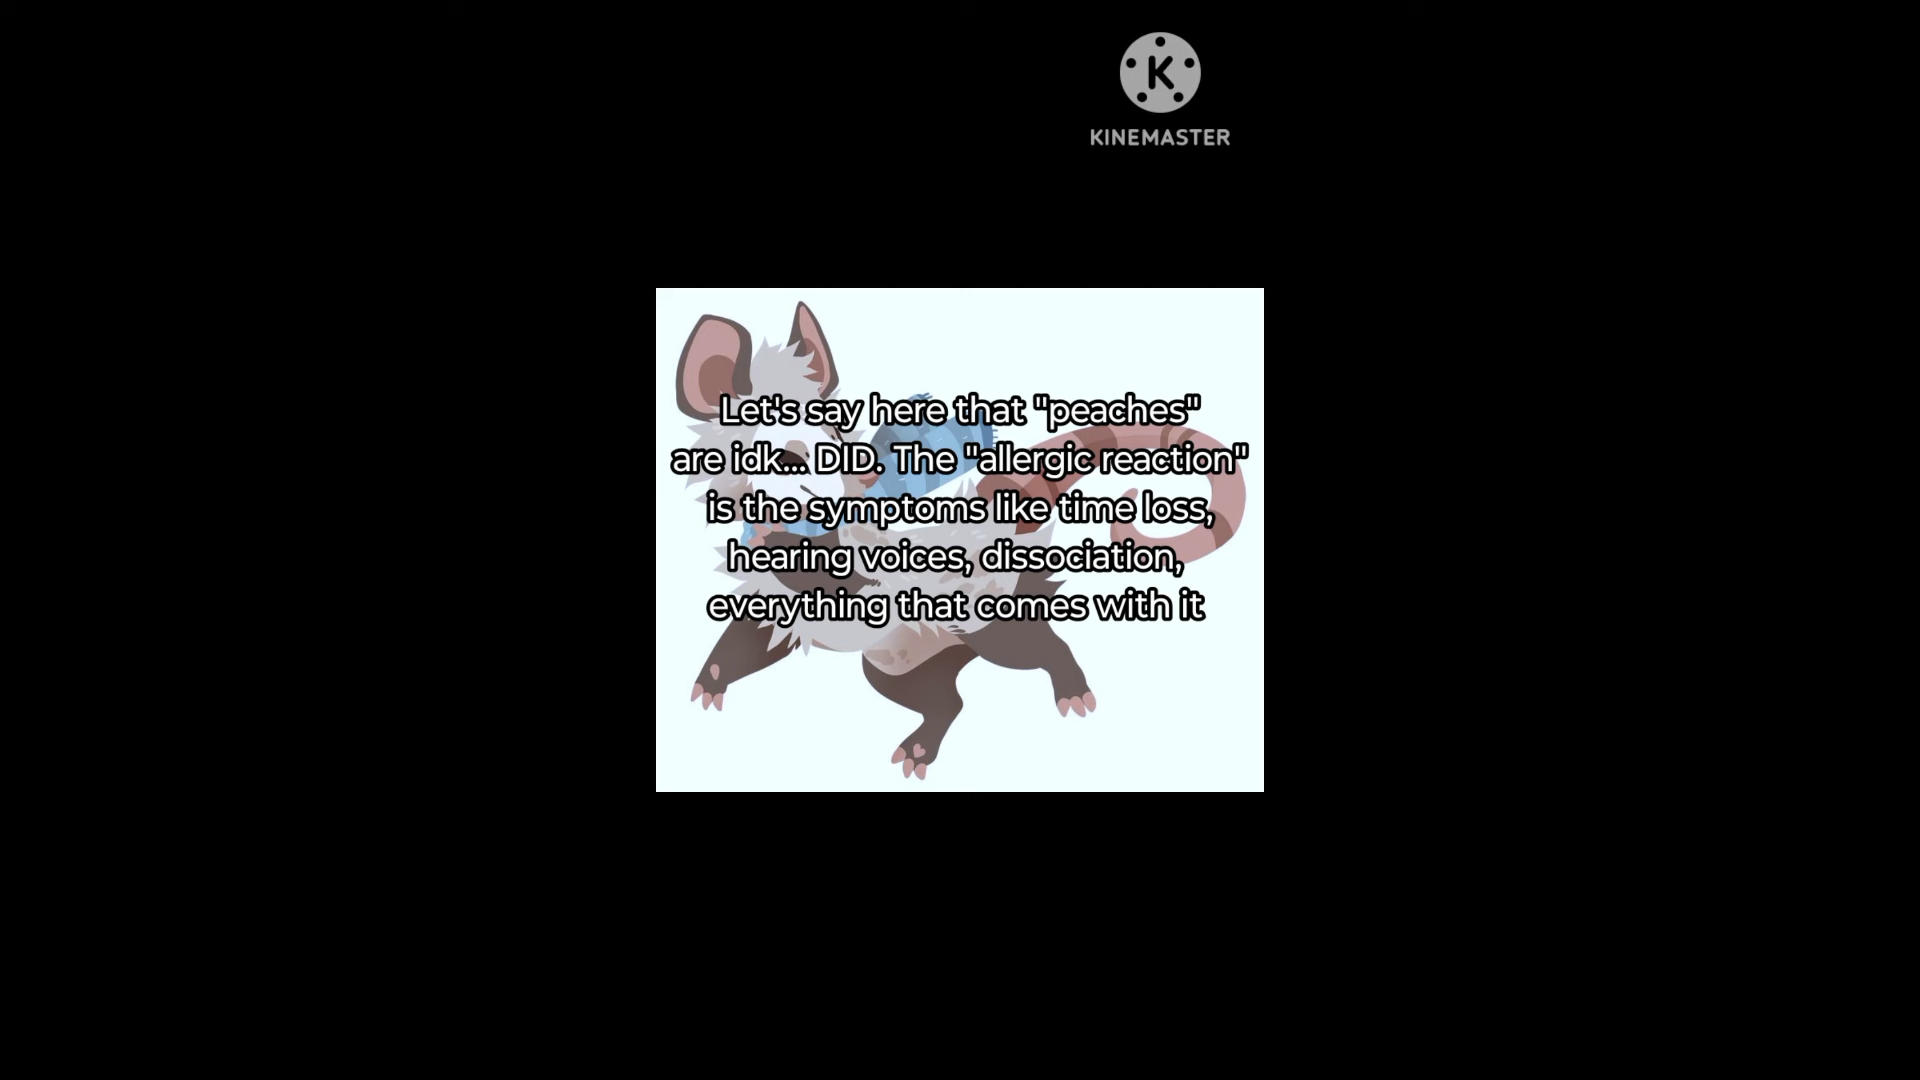 K
KINEMASTER
Let's say here that "peaches"
are idk... DID. The "allergic reaction"
is the symptoms like time loss,
hearing voices, dissociation,
everything that comes with it